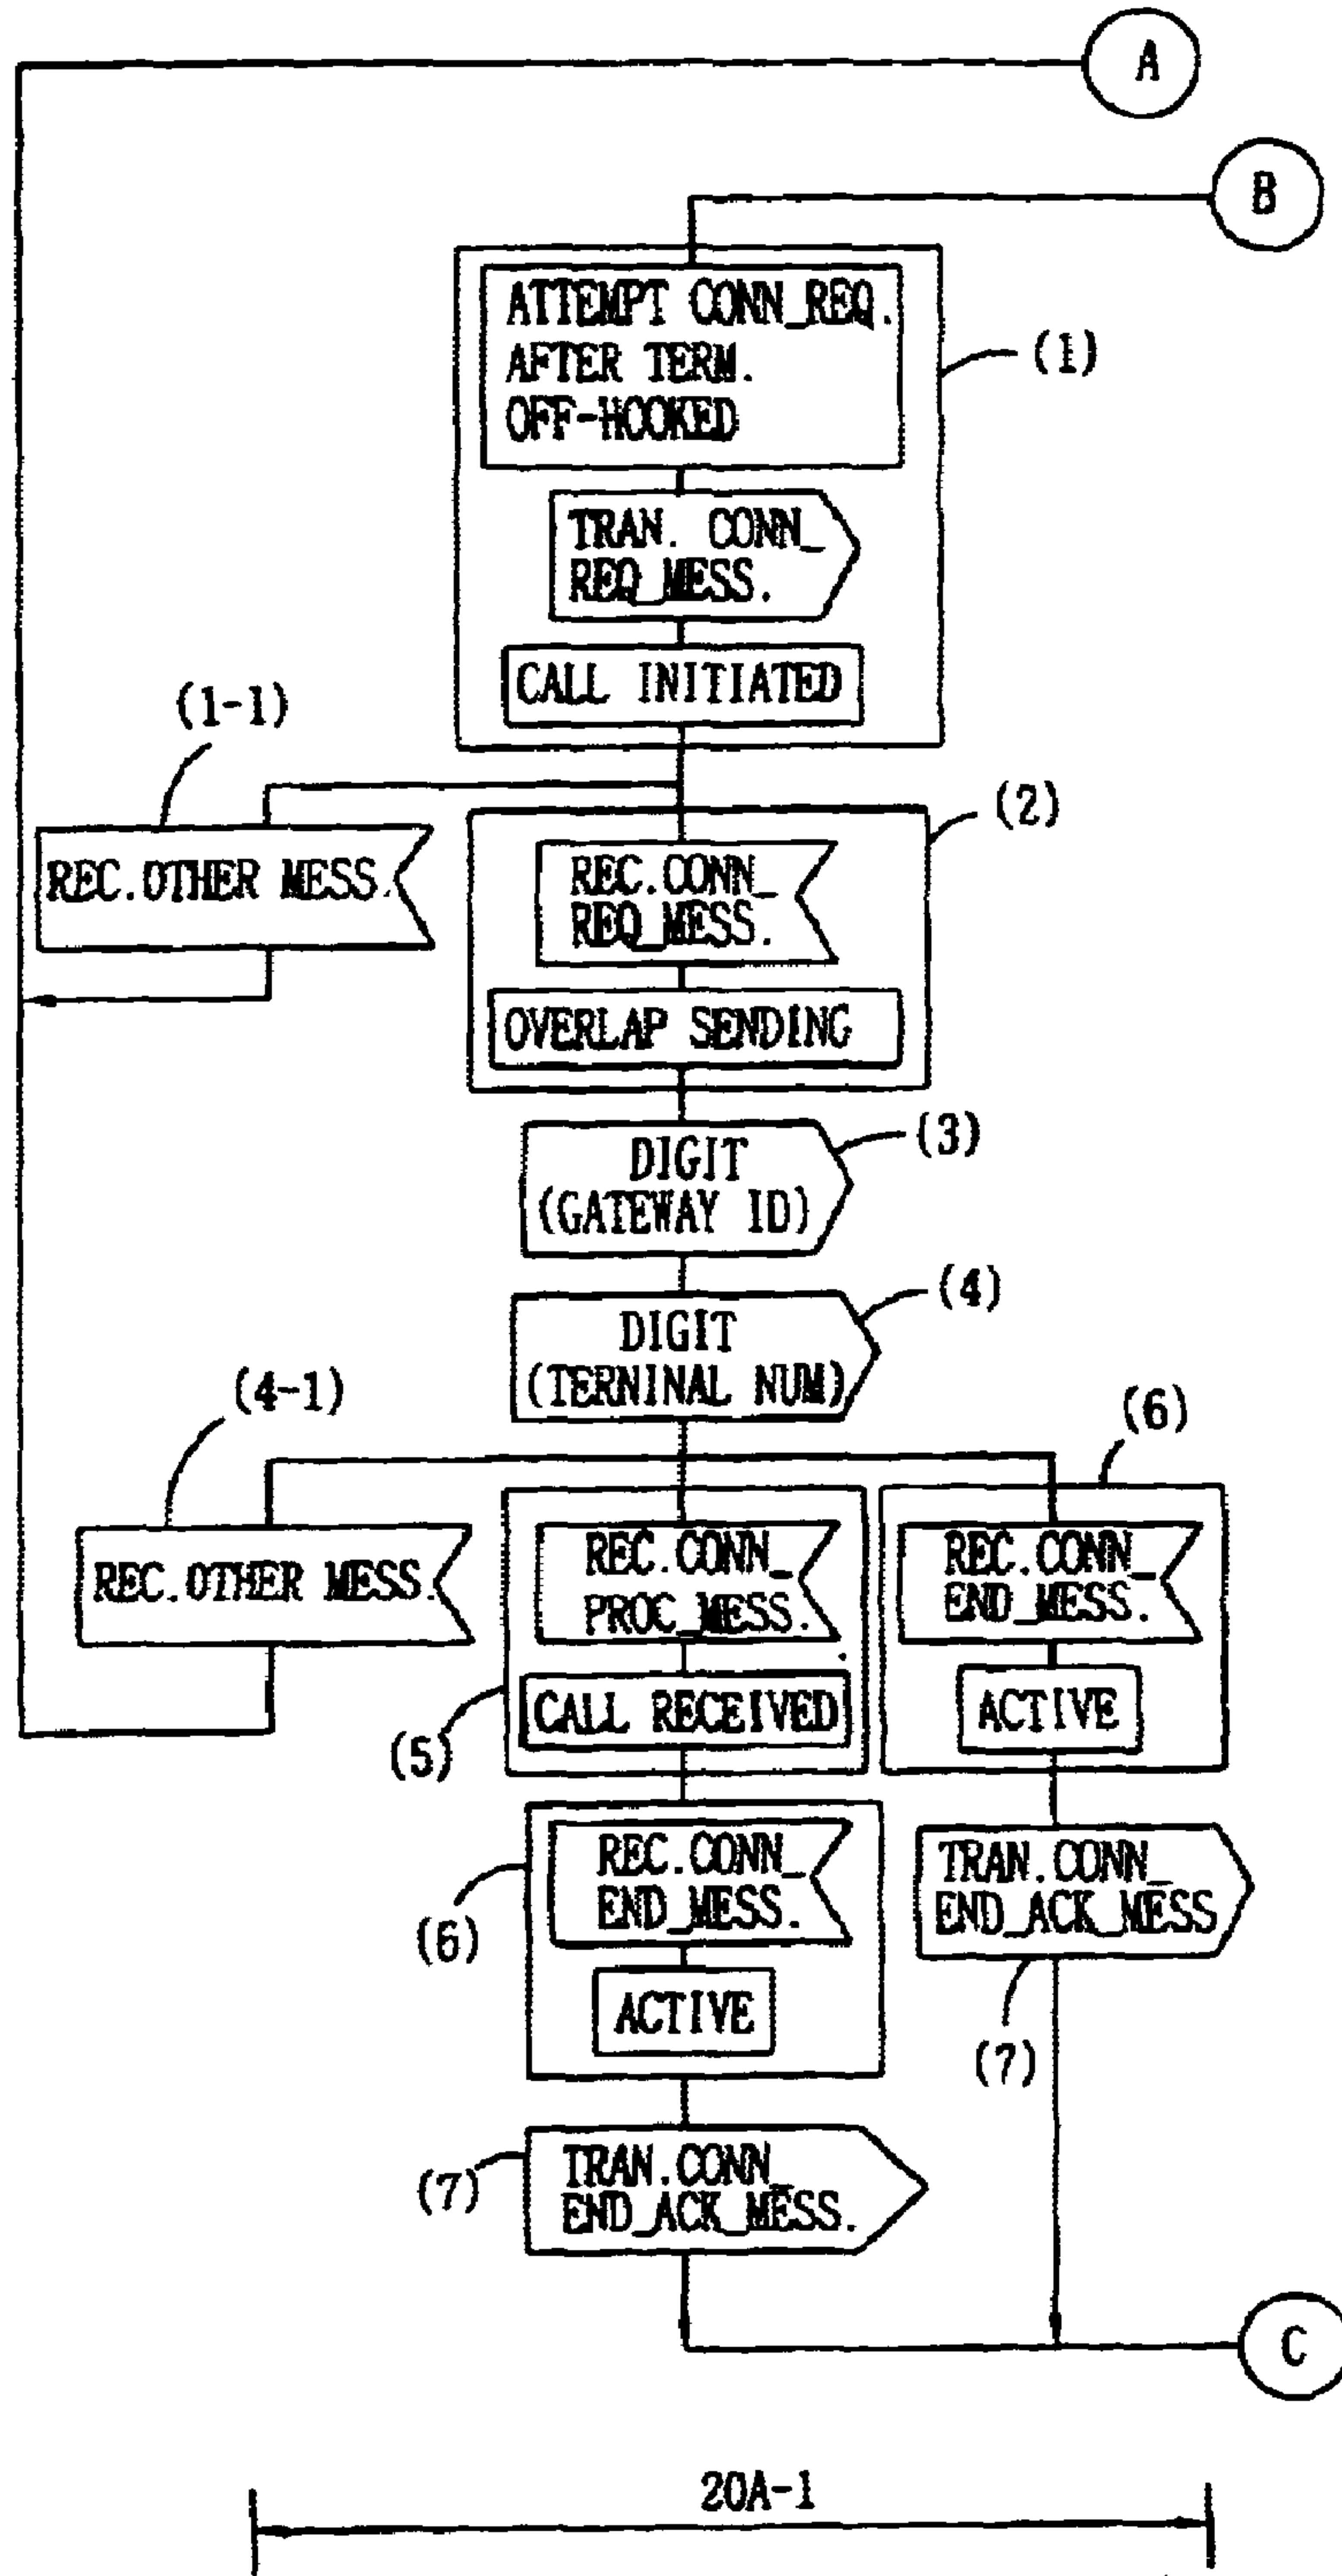 A
B
ATTEMPT CONN_REQ.
AFTER TERM.
OFF-HOOKED
(1)
TRAN. CONN_
REQ_MESS.
CALL INITIATED
(1-1)
REC.OTHER MESS.
(2)
REC.CONN_
REQ_MESS.
OVERLAP SENDING
DIGIT
(GATEWAY ID)
(3)
DIGIT
(TERNINAL NUM)
(4)
(4-1)
(6)
REC.OTHER MESS.
REC.CONN_
PROC_MESS.
REC.CONN_
END_MESS.
CALL RECEIVED
ACTIVE
(5)
REC.CONN_
END_MESS.
(6)
TRAN.CONN_
END_ACK_MESS
ACTIVE
(7)
TRAN.CONN_
END_ACK_MESS.
(7)
C
20A-1